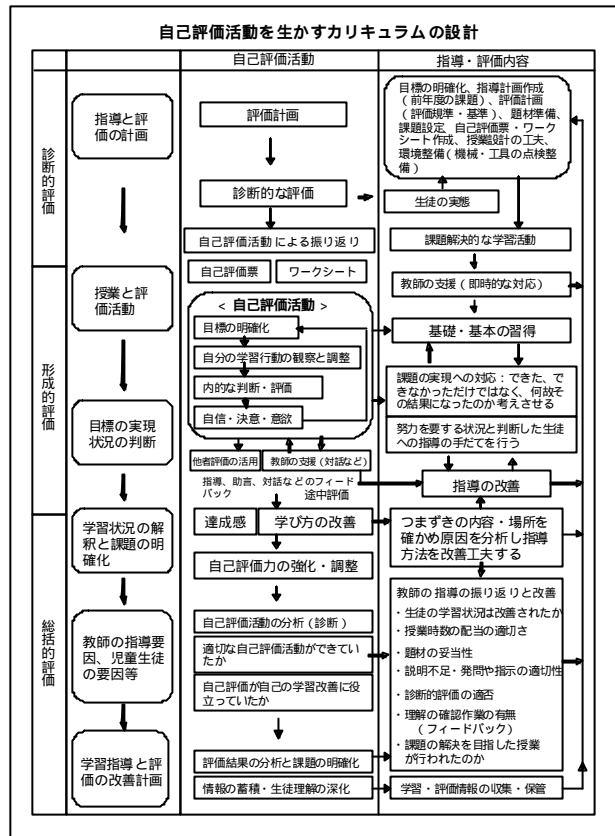 自己評価活動を生かすカリキュラムの設計
自己評価活動
指導・評価内容
診断的評価
指導と評
価の計画
評価計画
診断的な評価
自己評価活動による振り返り
目標の明確化、指導計画作成
(前年度の課題)、評価計画
(評価規準・基準)、題材準備、
課題設定、自己評価票・ワーク
シート作成、授業設計の工夫、
環境整備(機械・工具の点検整
備)
生徒の実態
課題解決的な学習活動
形成的評価
授業と評
価活動
目標の実現
状況の判断
自己評価票
ワークシート
< 自己評価活動 >
目標の明確化
自分の学習行動の観察と調整
内的な判断・評価
自信・決意・意欲
他者評価の活用
教師の支援(対話など)
指導、助言、対話などのフィード
バック
途中評価
教師の支援(即時的な対応)
基礎・基本の習得
課題の実現への対応:できた、で
きなかっただけではなく、何故そ
の結果になったのか考えさせる
努力を要する状況と判断した生徒
への指導の手だてを行う
指導の改善
総括的評価
学習状況の解
釈と課題の明
確化
教師の指導要
因、児童生徒
の要因等
学習指導と評
価の改善計画
達成感
学び方の改善
自己評価力の強化・調整
自己評価活動の分析(診断)
適切な自己評価活動ができてい
たか
自己評価が自己の学習改善に役
立っていたか
評価結果の分析と課題の明確化
情報の蓄積・生徒理解の深化
つまずきの内容・場所を
確かめ原因を分析し指導
方法を改善工夫する
教師の指導の振り返りと改善
・生徒の学習状況は改善されたか
・授業時数の配当の適切さ
・題材の妥当性
・説明不足・発問や指示の適切性
・診断的評価の適否
・理解の確認作業の有無
(フィードバック)
・課題の解決を目指した授業
が行われたのか
学習・評価情報の収集・保管